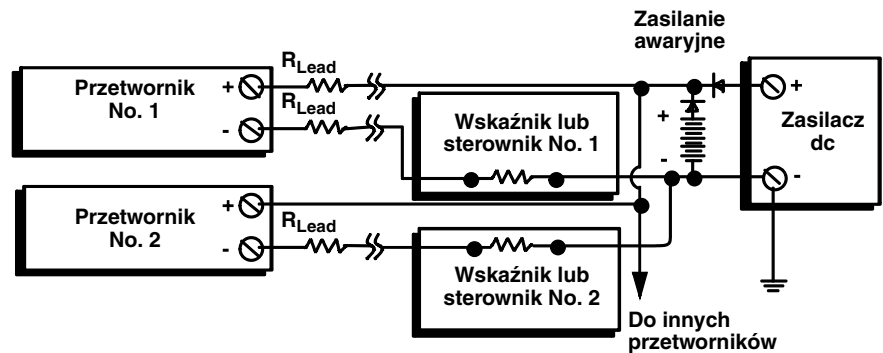 Zasilanie
awaryjne
R Lead
Przetwornik
No. 1
+
-
R Lead
Wskaźnik lub
sterownik No. 1
+
-
+
-
Zasilacz
dc
Przetwornik
No. 2
+
-
R Lead
Wskaźnik lub
sterownik No. 2
Do innych
przetworników